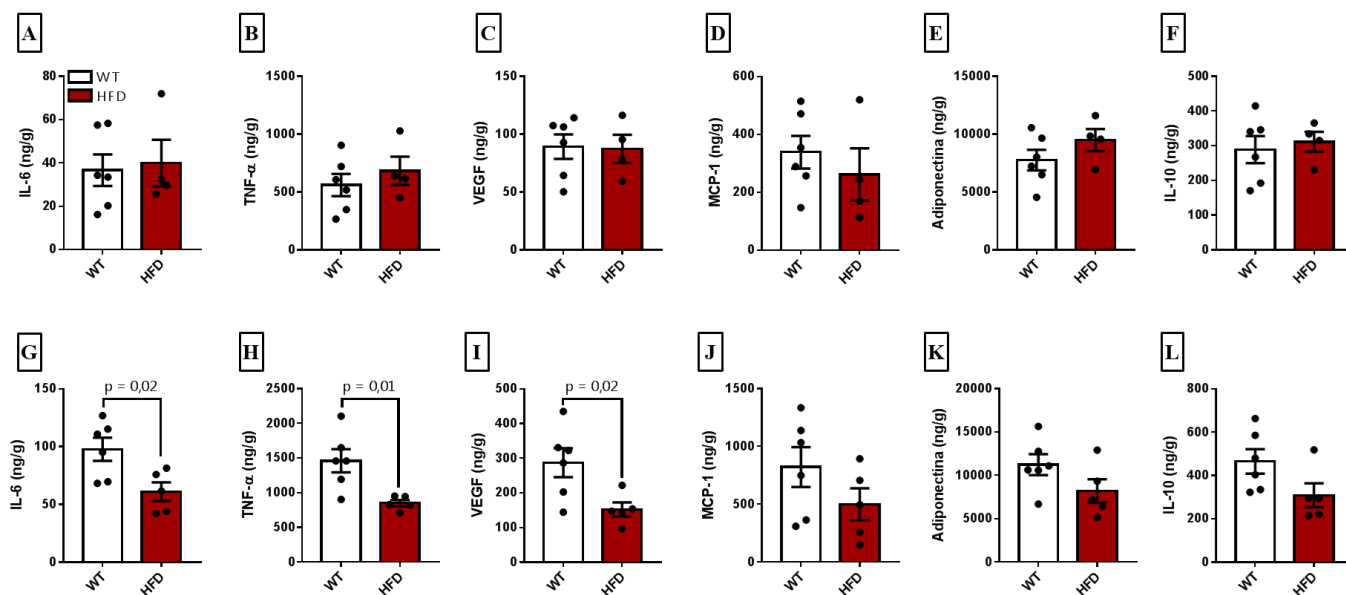 A
B
C
D
E
F
WT
HFD
IL-6 (ng/g)
80
60
40
20
0
WT
HFD
TNF-α (ng/g)
1500
1000
500
0
WT
HFD
VEGF (ng/g)
150
100
50
0
WT
HFD
MCP-1 (ng/g)
600
400
200
0
WT
HFD
Adiponectina (ng/g)
15000
10000
5000
0
WT
HFD
IL-10 (ng/g)
500
400
300
200
100
0
WT
HFD
G
H
I
J
K
L
p = 0,02
IL-6 (ng/g)
150
100
50
0
WT
HFD
p = 0,01
TNF-α (ng/g)
2500
2000
1500
1000
500
0
WT
HFD
p = 0,02
VEGF (ng/g)
500
400
300
200
100
0
WT
HFD
MCP-1 (ng/g)
1500
1000
500
0
WT
HFD
Adiponectina (ng/g)
20000
15000
10000
5000
0
WT
HFD
IL-10 (ng/g)
800
600
400
200
0
WT
HFD